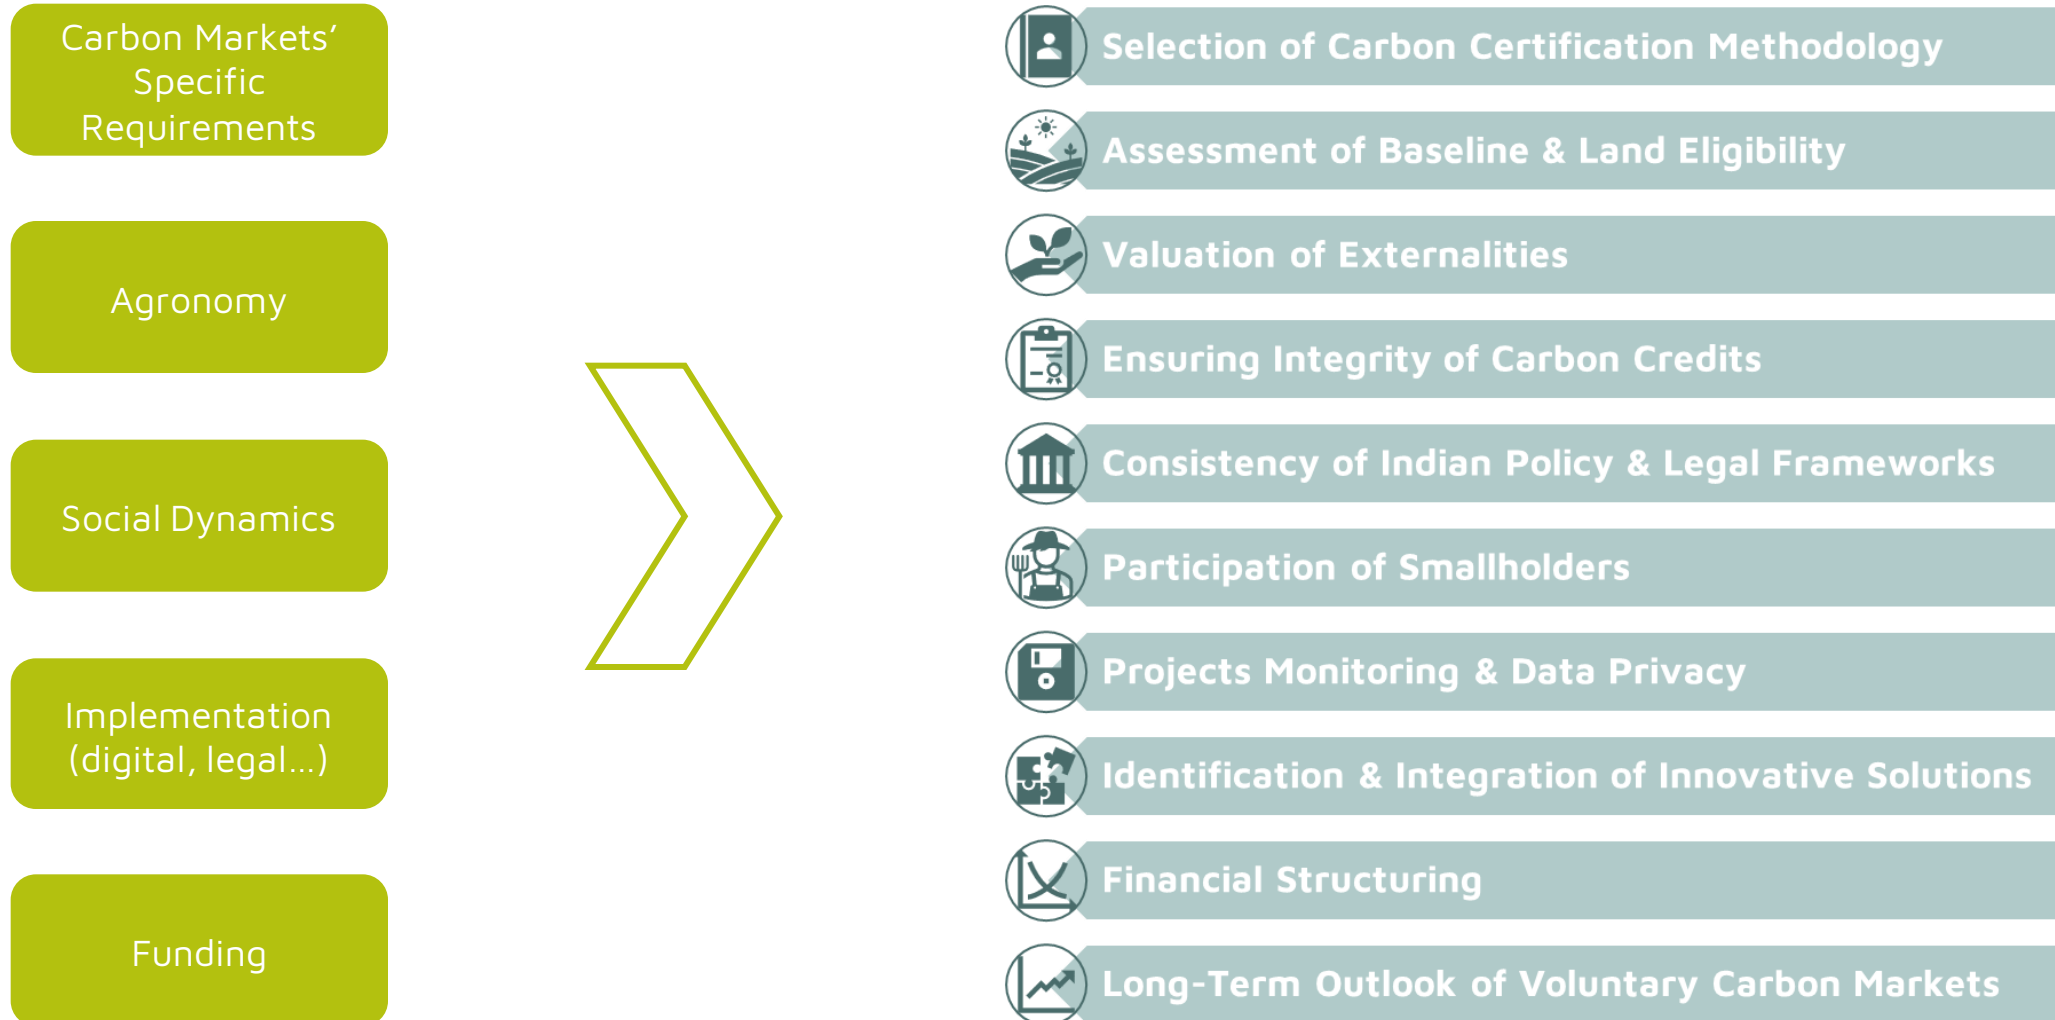 Carbon Markets’
Specific
Requirements
Agronomy
Social Dynamics
Implementation
(digital, legal...)
Funding
Selection of Carbon Certification Methodology
Assessment of Baseline & Land Eligibility
Valuation of Externalities
Ensuring Integrity of Carbon Credits
Consistency of Indian Policy & Legal Frameworks
Participation of Smallholders
Projects Monitoring & Data Privacy
Identification & Integration of Innovative Solutions
Financial Structuring
Long-Term Outlook of Voluntary Carbon Markets